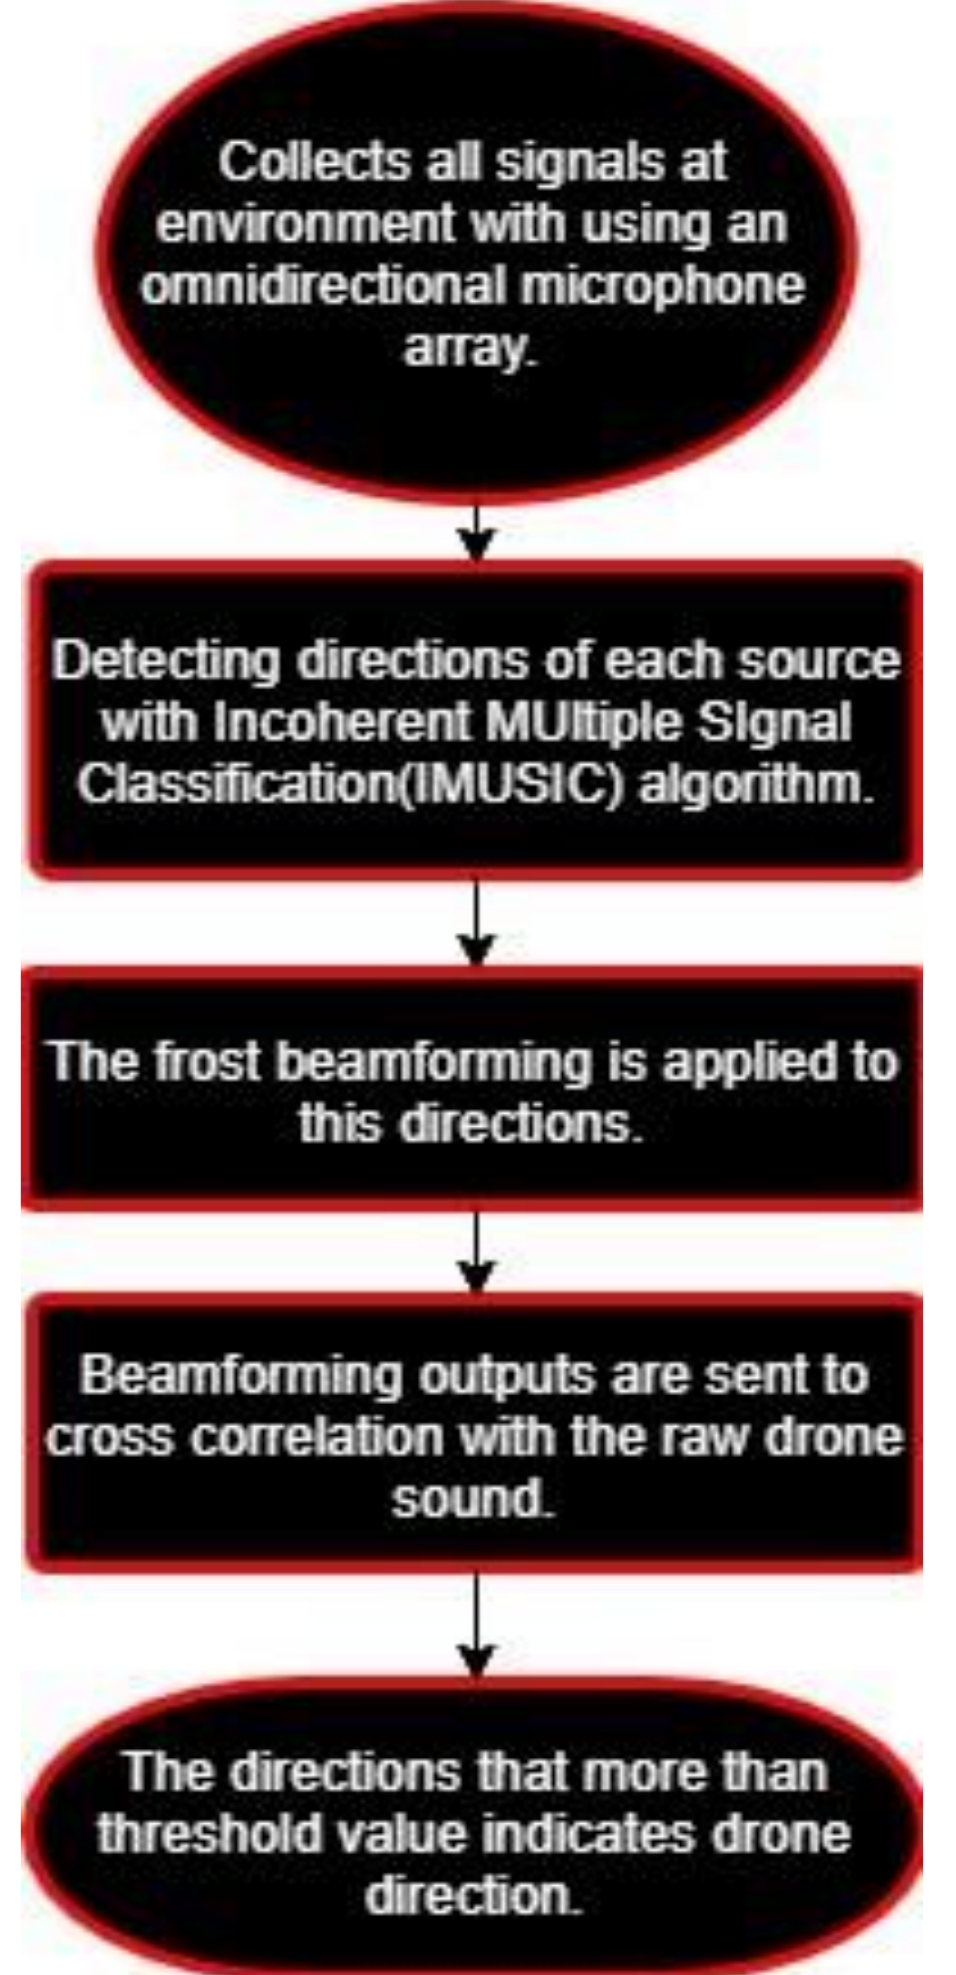 Collects all signals at
environment with using an
omnidirectional microphone
array.
Detecting directions of each source
with Incoherent MUltiple SIgnal
Classification(IMUSIC) algorithm.
The frost beamforming is applied to
this directions.
Beamforming outputs are sent to
cross correlation with the raw drone
sound.
The directions that more than
threshold value indicates drone
direction.